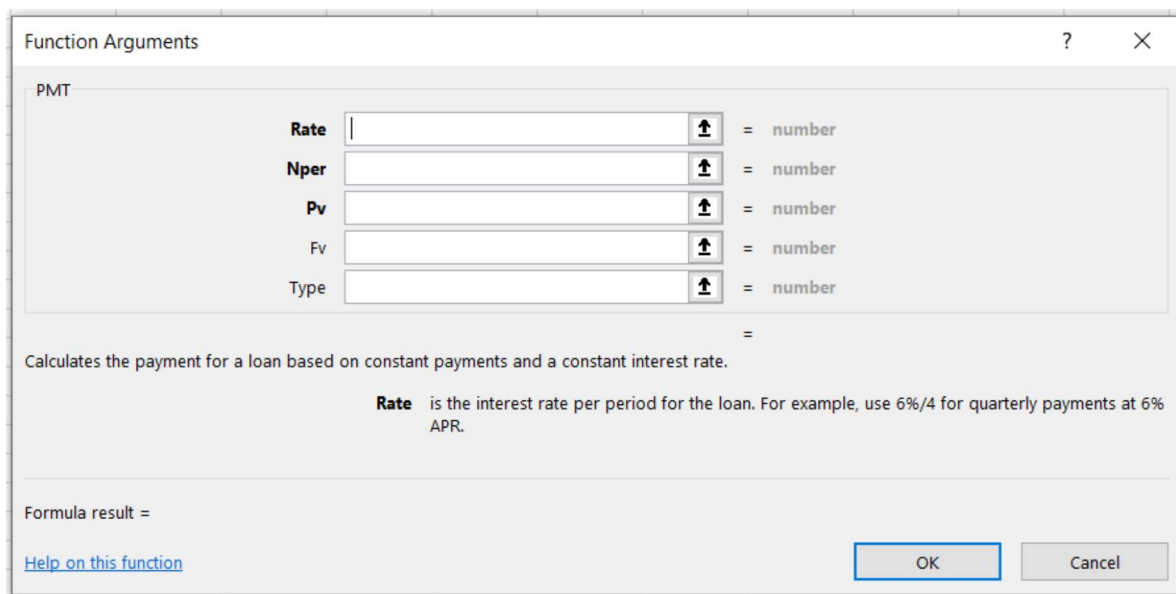 Function Arguments ? ×
PMT
Rate = number
Nper = number
Pv = number
Fv = number
Type = number
=
Calculates the payment for a loan based on constant payments and a constant interest rate.
Rate is the interest rate per period for the loan. For example, use 6%/4 for quarterly payments at 6%
APR.
Formula result =
Help on this function OK Cancel